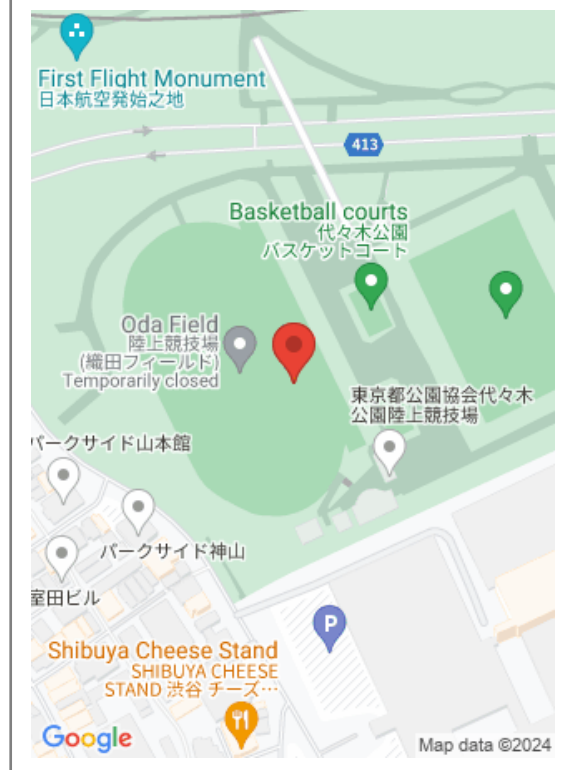 First Flight Monument
日本航空発始之地
413
Basketball courts
代々木公園
バスケットコート
Oda Field
陸上競技場
(織田フィールド)
Temporarily closed
東京都公園協会代々木
公園陸上競技場
パークサイド山本館
パークサイド神山
室田ビル
P
Shibuya Cheese Stand
SHIBUYA CHEESE
STAND 渋谷 チーズ…
Google
Map data ©2024